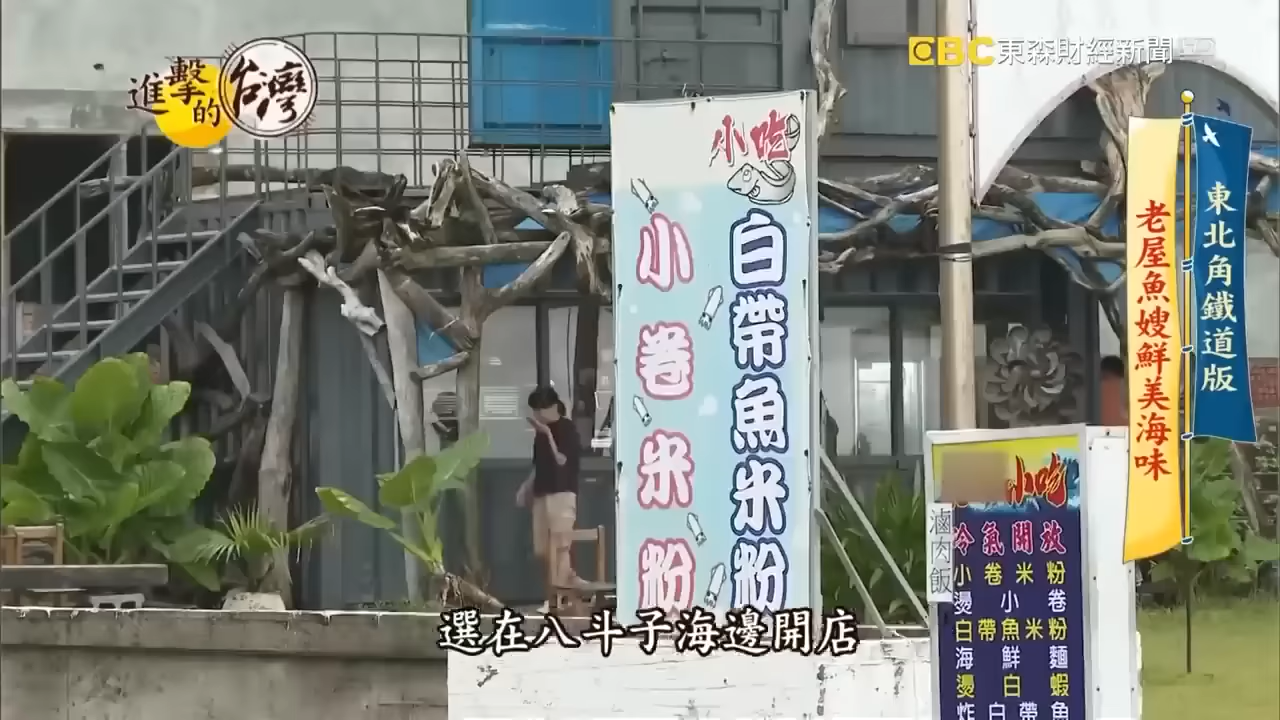 進擊的
台灣
EBC東森財經新聞
小吃
白帶魚米粉
小卷米粉
東北角鐵道版
老屋魚嫂鮮美海味
小吃
冷氣開放
滷肉飯
小卷米粉
燙小卷
白帶魚米粉
海鮮麵
燙白蝦
炸白帶魚
選在八斗子海邊開店